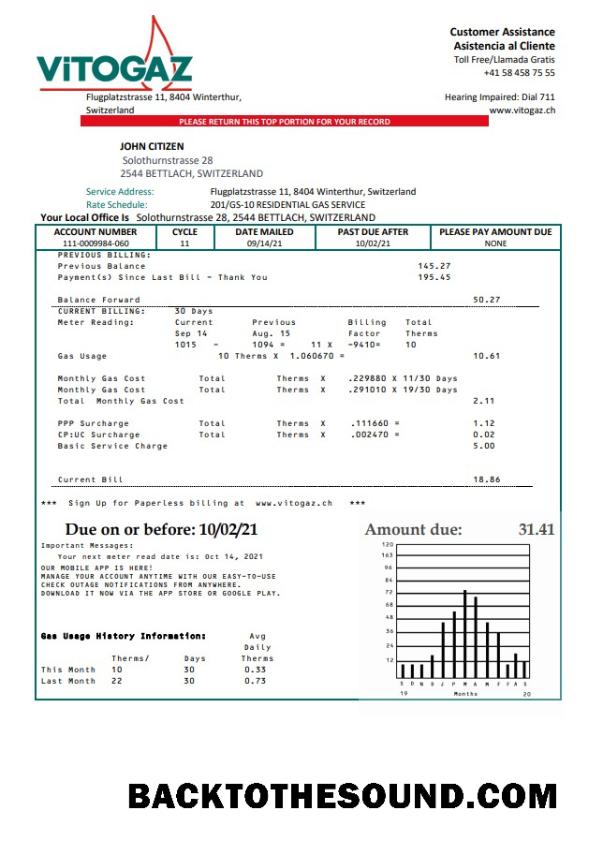 ViTOGAZ
Flugplatzstrasse 11, 8404 Winterthur,
Switzerland
Customer Assistance
Asistencia al Cliente
Toll Free/Llamada Gratis
+41 58 458 75 55
Hearing Impaired: Dial 711
www.vitogaz.ch
PLEASE RETURN THIS TOP PORTION FOR YOUR RECORD
JOHN CITIZEN
Solothurnstrasse 28
2544 BETTLACH, SWITZERLAND
Service Address: Flugplatzstrasse 11, 8404 Winterthur, Switzerland
Rate Schedule: 201/GS-10 RESIDENTIAL GAS SERVICE
Your Local Office Is Solothurnstrasse 28, 2544 BETTLACH, SWITZERLAND
ACCOUNT NUMBER CYCLE DATE MAILED PAST DUE AFTER PLEASE PAY AMOUNT DUE
111-0009984-060 11 09/14/21 10/02/21 NONE
PREVIOUS BILLING:
Previous Balance 145.27
Payment(s) Since Last Bill - Thank You 195.45
Balance Forward 50.27
CURRENT BILLING: 30 Days
Meter Reading: Current Previous Billing Total
Sep 14 Aug. 15 Factor Therms
1015 - 1094 = 11 X -9410= 10
Gas Usage 10 Therms X 1.060670 = 10.61
Monthly Gas Cost Total Therms X .229880 X 11/30 Days
Monthly Gas Cost Total Therms X .291010 X 19/30 Days
Total Monthly Gas Cost 2.11
PPP Surcharge Total Therms X .111660 = 1.12
CP:UC Surcharge Total Therms X .002470 = 0.02
Basic Service Charge 5.00
Current Bill 18.86
*** Sign Up for Paperless billing at www.vitogaz.ch ***
Due on or before: 10/02/21 Amount due: 31.41
Important Messages:
Your next meter read date is: Oct 14, 2021
OUR MOBILE APP IS HERE!
MANAGE YOUR ACCOUNT ANYTIME WITH OUR EASY-TO-USE
CHECK OUTAGE NOTIFICATIONS FROM ANYWHERE.
DOWNLOAD IT NOW VIA THE APP STORE OR GOOGLE PLAY.
Gas Usage History Information: Avg
Daily
Therms/ Days Therms
This Month 10 30 0.33
Last Month 22 30 0.73
120
163
96
84
72
68
48
36
24
12
S O N D J F M A M F F A S
19 Months 20
BACKTOTHESOUND.COM